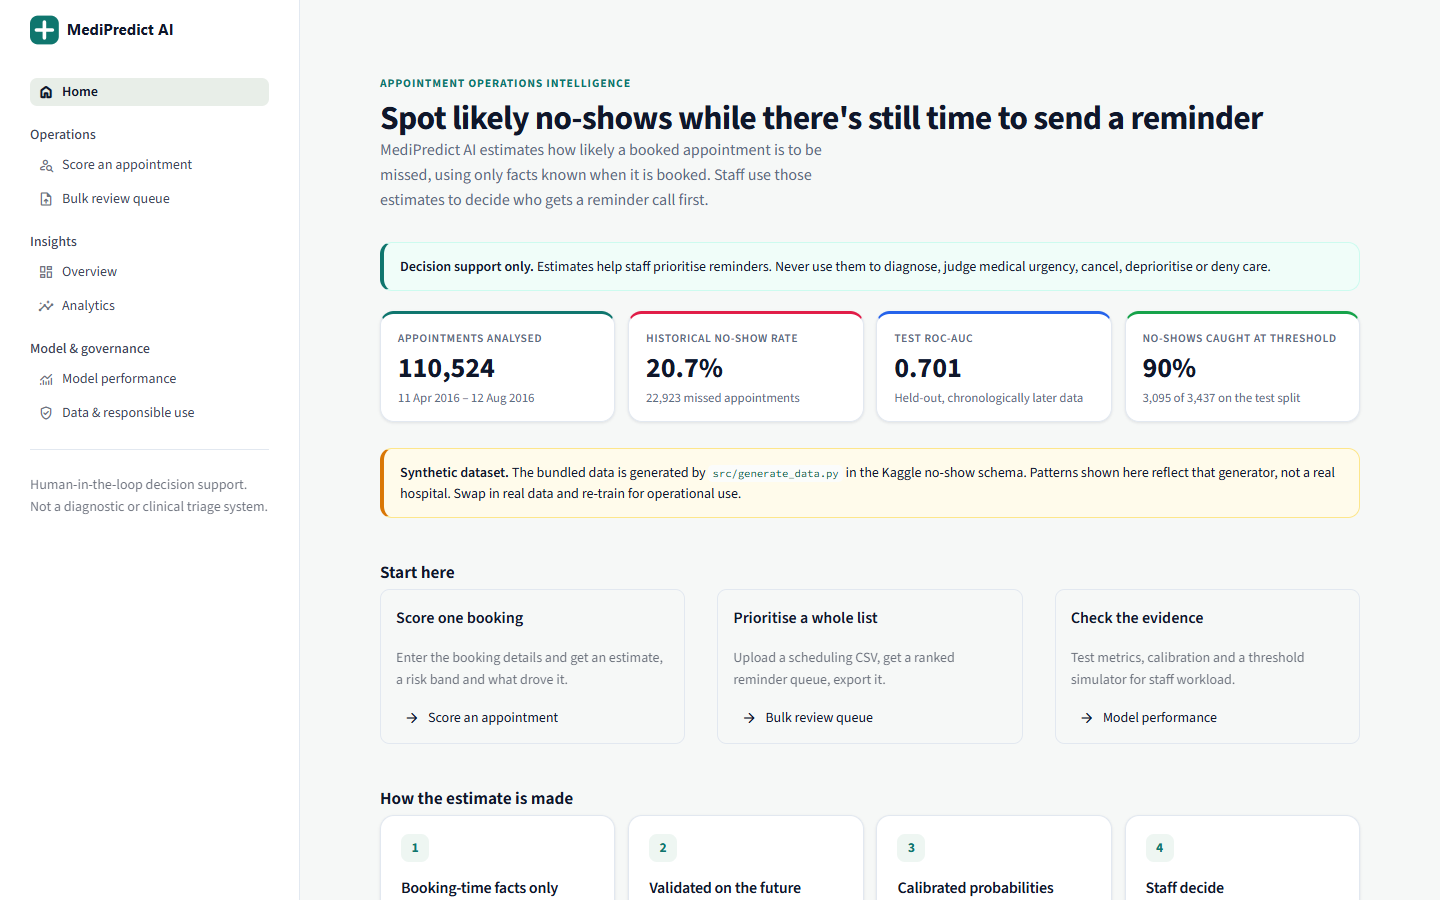 MediPredict AI
Home
Operations
Score an appointment
Bulk review queue
Insights
Overview
Analytics
Model & governance
Model performance
Data & responsible use
Human-in-the-loop decision support.
Not a diagnostic or clinical triage system.
APPOINTMENT OPERATIONS INTELLIGENCE
Spot likely no-shows while there's still time to send a reminder
MediPredict AI estimates how likely a booked appointment is to be
missed, using only facts known when it is booked. Staff use those
estimates to decide who gets a reminder call first.
Decision support only. Estimates help staff prioritise reminders. Never use them to diagnose, judge medical urgency, cancel, deprioritise or deny care.
APPOINTMENTS ANALYSED
110,524
11 Apr 2016 – 12 Aug 2016
HISTORICAL NO-SHOW RATE
20.7%
22,923 missed appointments
TEST ROC-AUC
0.701
Held-out, chronologically later data
NO-SHOWS CAUGHT AT THRESHOLD
90%
3,095 of 3,437 on the test split
Synthetic dataset. The bundled data is generated by src/generate_data.py in the Kaggle no-show schema. Patterns shown here reflect that generator, not a real
hospital. Swap in real data and re-train for operational use.
Start here
Score one booking
Enter the booking details and get an estimate,
a risk band and what drove it.
→ Score an appointment
Prioritise a whole list
Upload a scheduling CSV, get a ranked
reminder queue, export it.
→ Bulk review queue
Check the evidence
Test metrics, calibration and a threshold
simulator for staff workload.
→ Model performance
How the estimate is made
1
Booking-time facts only
2
Validated on the future
3
Calibrated probabilities
4
Staff decide